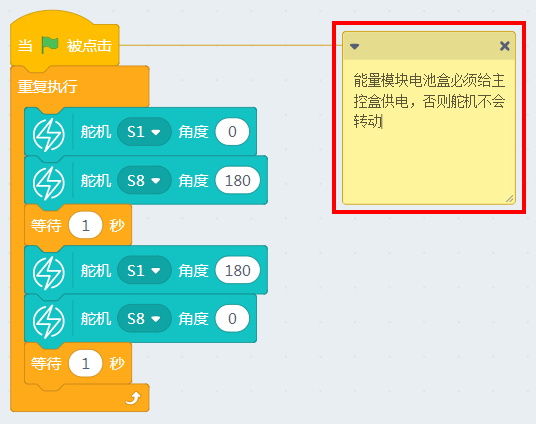 当 被点击
重复执行
舵机 S1 角度 0
舵机 S8 角度 180
等待 1 秒
舵机 S1 角度 180
舵机 S8 角度 0
等待 1 秒
能量模块电池盒必须给主
控盒供电，否则舵机不会
转动